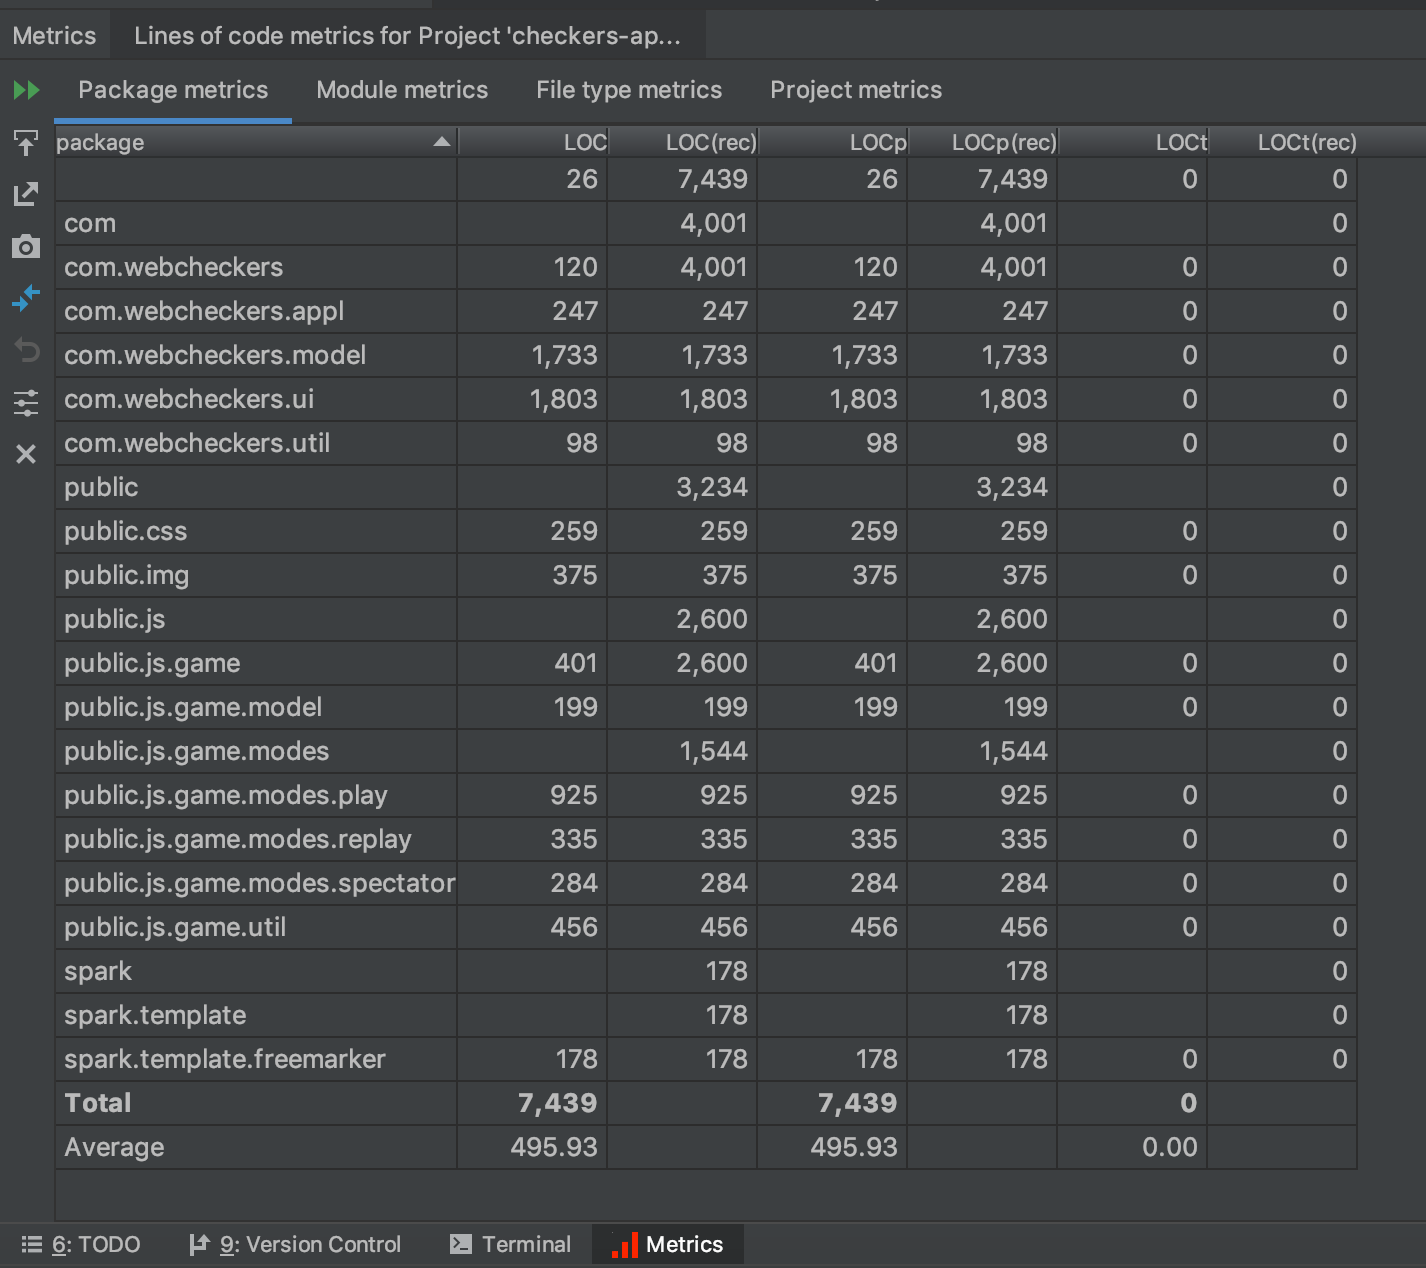 Metrics Lines of code metrics for Project 'checkers-ap...
Package metrics Module metrics File type metrics Project metrics
package LOC LOC(rec) LOCp LOCp(rec) LOCt LOCt(rec)
26 7,439 26 7,439 0 0
com 4,001 4,001 0
com.webcheckers 120 4,001 120 4,001 0 0
com.webcheckers.appl 247 247 247 247 0 0
com.webcheckers.model 1,733 1,733 1,733 1,733 0 0
com.webcheckers.ui 1,803 1,803 1,803 1,803 0 0
com.webcheckers.util 98 98 98 98 0 0
public 3,234 3,234 0
public.css 259 259 259 259 0 0
public.img 375 375 375 375 0 0
public.js 2,600 2,600 0
public.js.game 401 2,600 401 2,600 0 0
public.js.game.model 199 199 199 199 0 0
public.js.game.modes 1,544 1,544 0
public.js.game.modes.play 925 925 925 925 0 0
public.js.game.modes.replay 335 335 335 335 0 0
public.js.game.modes.spectator 284 284 284 284 0 0
public.js.game.util 456 456 456 456 0 0
spark 178 178 0
spark.template 178 178 0
spark.template.freemarker 178 178 178 178 0 0
Total 7,439 7,439 0
Average 495.93 495.93 0.00
6: TODO 9: Version Control Terminal Metrics